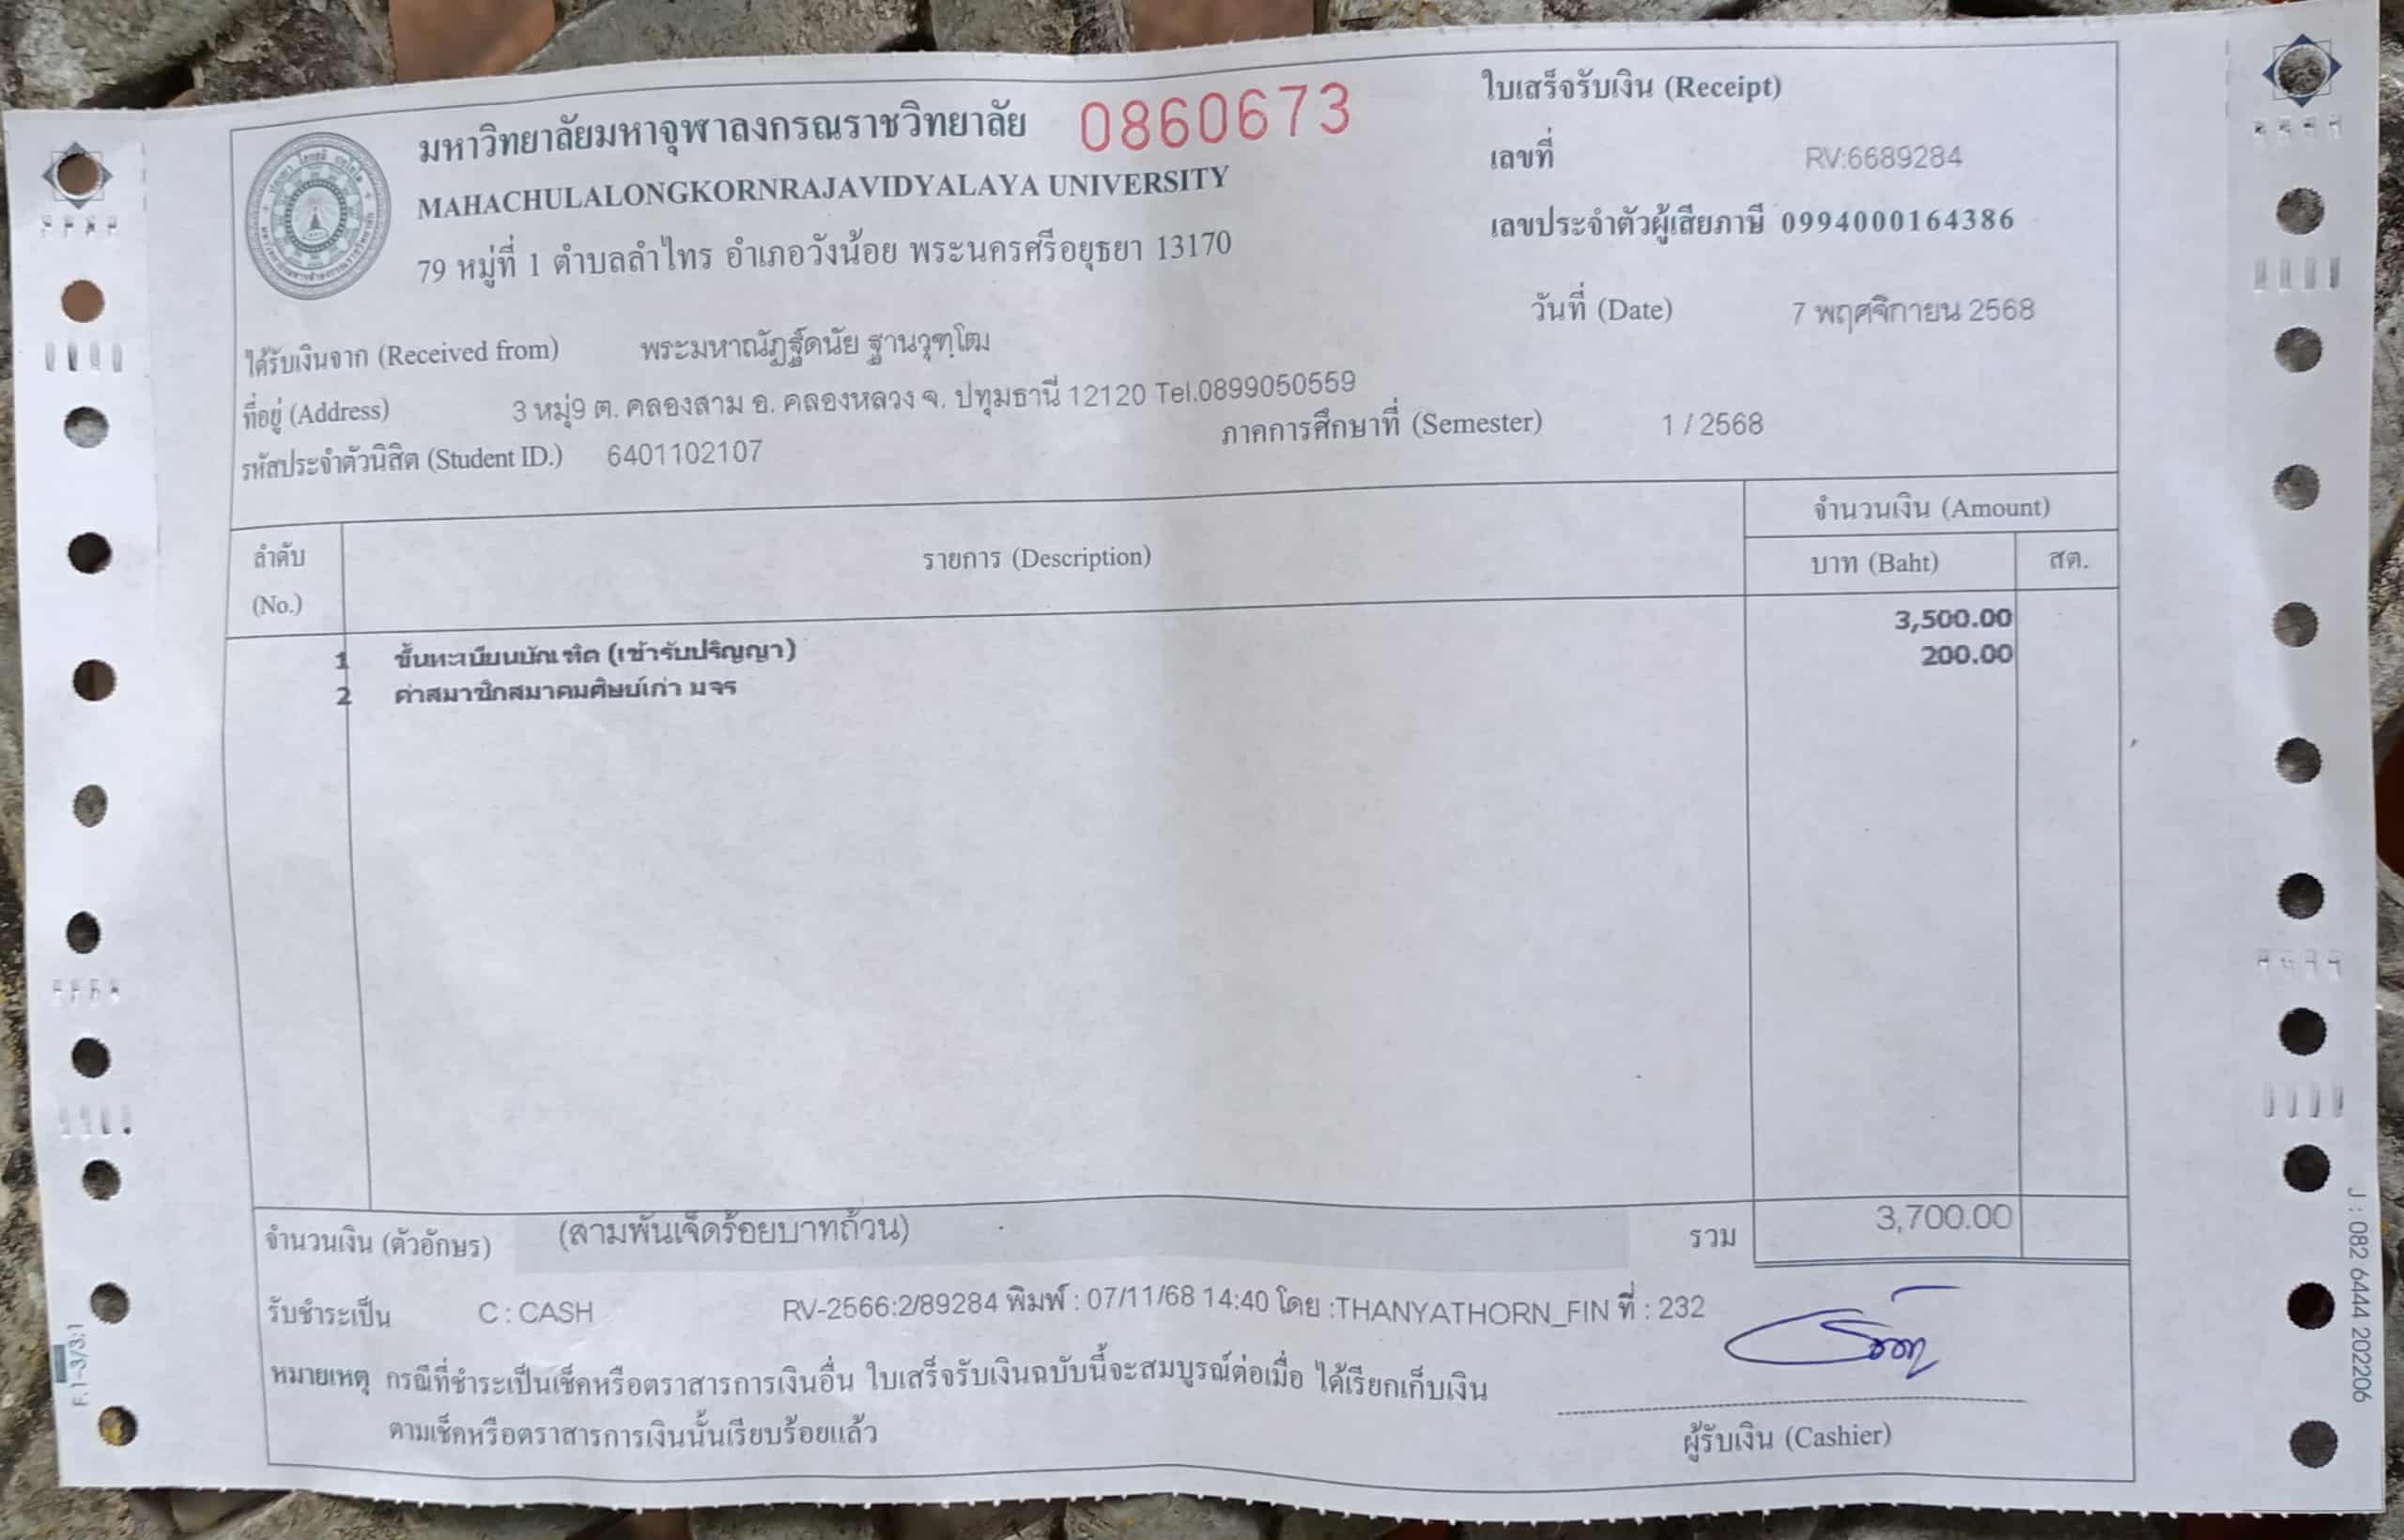 มหาวิทยาลัยมหาจุฬาลงกรณราชวิทยาลัย 0860673
MAHACHULALONGKORNRAJAVIDYALAYA UNIVERSITY
79 หมู่ที่ 1 ตำบลลำไทร อำเภอวังน้อย พระนครศรีอยุธยา 13170
ใบเสร็จรับเงิน (Receipt)
เลขที่ RV:6689284
เลขประจำตัวผู้เสียภาษี 0994000164386
วันที่ (Date) 7 พฤศจิกายน 2568
ได้รับเงินจาก (Received from) พระมหาณัฏฐ์ดนัย ฐานวุฑฺโฒ
ที่อยู่ (Address) 3 หมู่9 ต. คลองสาม อ. คลองหลวง จ. ปทุมธานี 12120 Tel.0899050559
รหัสประจำตัวนิสิต (Student ID.) 6401102107 ภาคการศึกษาที่ (Semester) 1 / 2568
ลำดับ (No.) รายการ (Description) จำนวนเงิน (Amount)
บาท (Baht) สต.
1 ขึ้นทะเบียนบัณฑิต (เข้ารับปริญญา) 3,500.00
2 ค่าสมาชิกสมาคมศิษย์เก่า มจร 200.00
จำนวนเงิน (ตัวอักษร) (สามพันเจ็ดร้อยบาทถ้วน) รวม 3,700.00
รับชำระเป็น C : CASH RV-2566:2/89284 พิมพ์ : 07/11/68 14:40 โดย :THANYATHORN_FIN ที่ : 232
หมายเหตุ กรณีที่ชำระเป็นเช็คหรือตราสารการเงินอื่น ใบเสร็จรับเงินฉบับนี้จะสมบูรณ์ต่อเมื่อ ได้เรียกเก็บเงิน
ตามเช็คหรือตราสารการเงินนั้นเรียบร้อยแล้ว
ผู้รับเงิน (Cashier)
F.1-3/3:1
J : 082 6444 202206